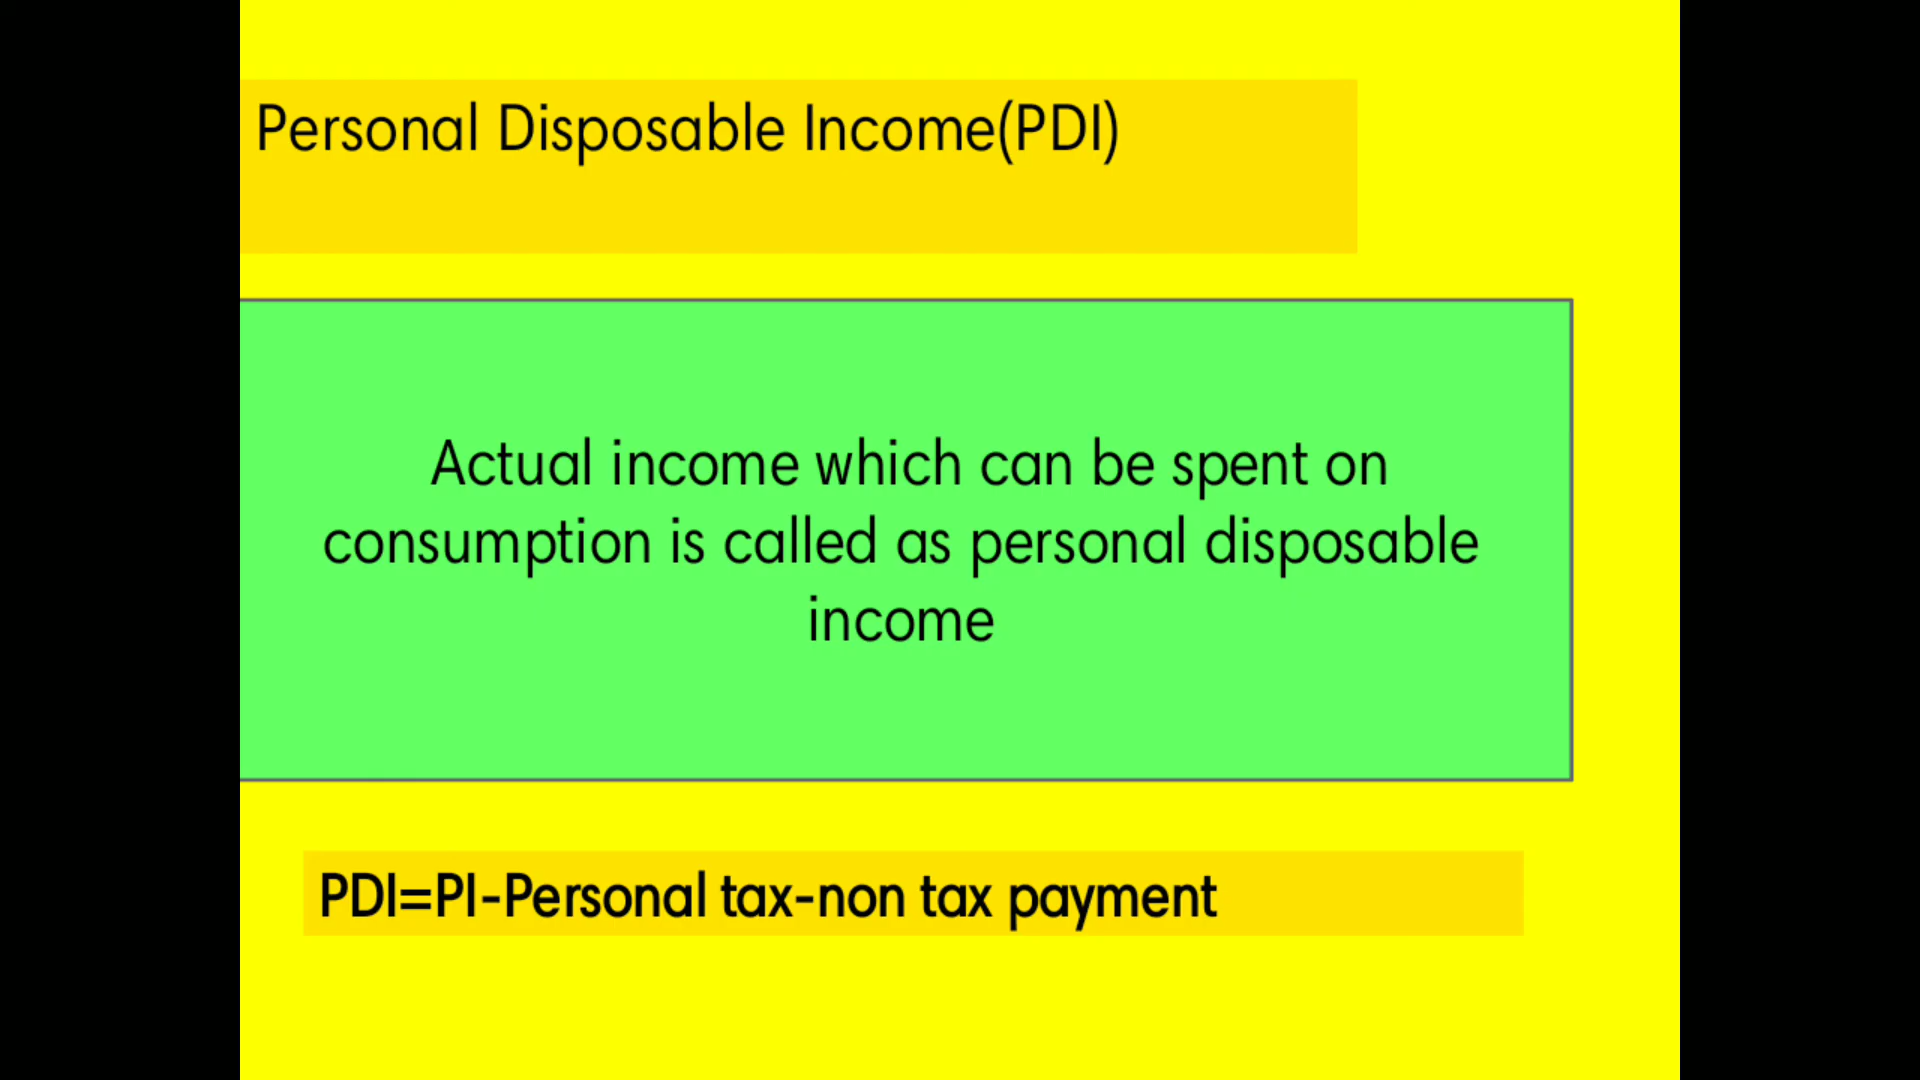 Personal Disposable Income(PDI)
Actual income which can be spent on
consumption is called as personal disposable
income
PDI=PI-Personal tax-non tax payment